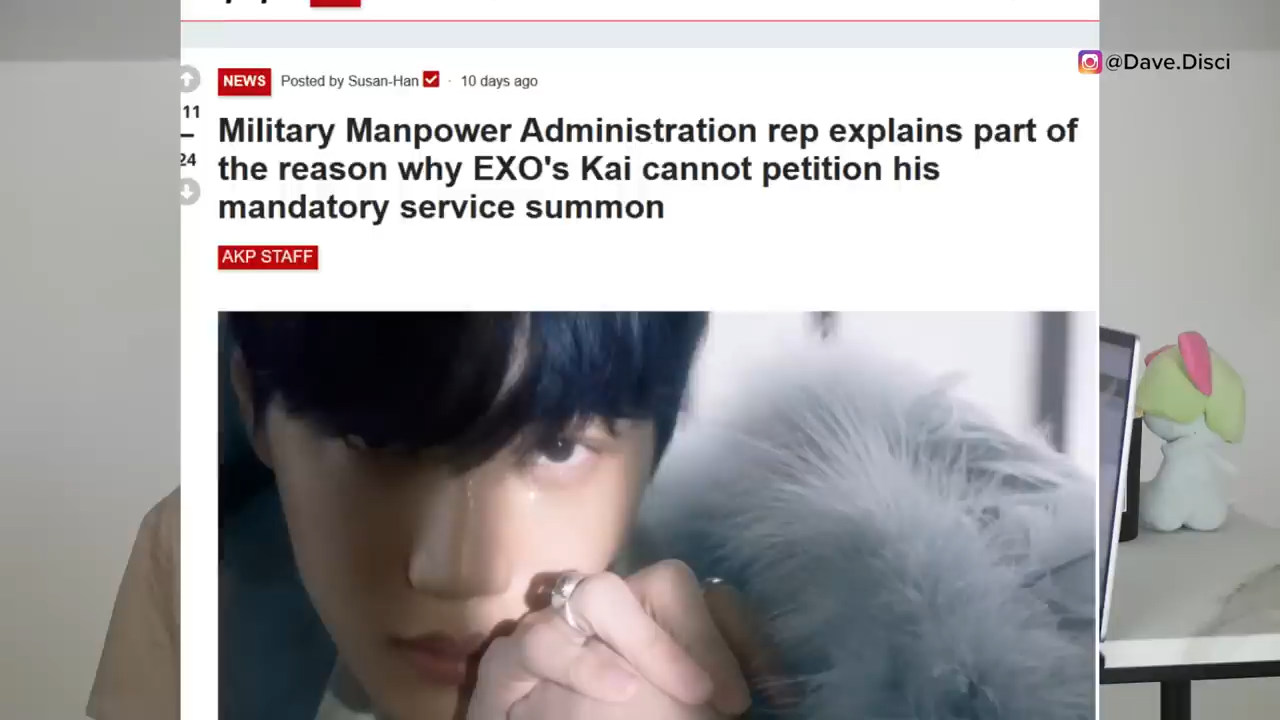 @Dave.Disci
NEWS Posted by Susan-Han · 10 days ago
11
24
Military Manpower Administration rep explains part of
the reason why EXO's Kai cannot petition his
mandatory service summon
AKP STAFF